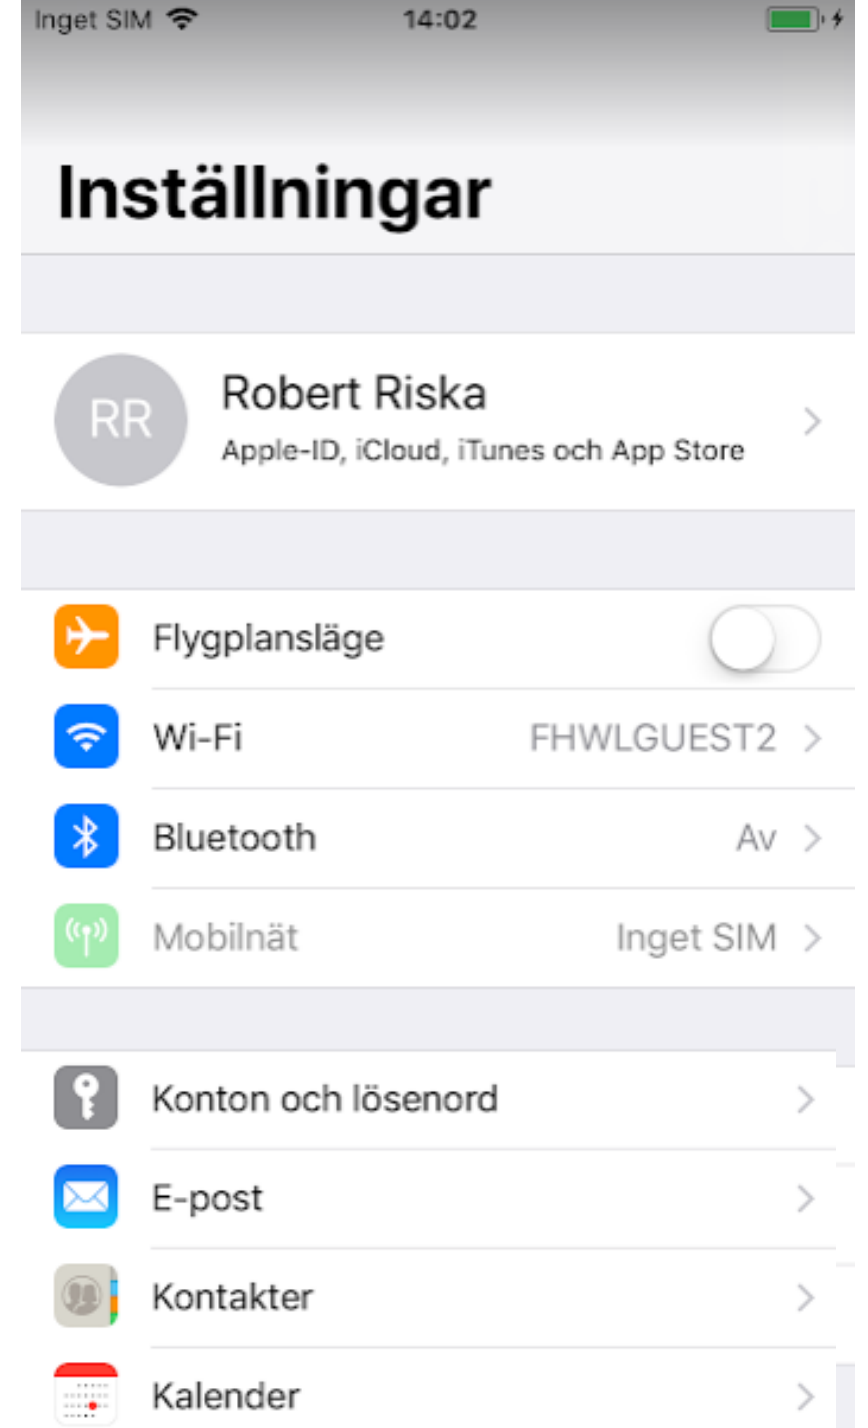 Inget SIM 14:02
Inställningar
RR
Robert Riska
Apple-ID, iCloud, iTunes och App Store
Flygplansläge
Wi-Fi FHWLGUEST2
Bluetooth Av
Mobilnät Inget SIM
Konton och lösenord
E-post
Kontakter
Kalender